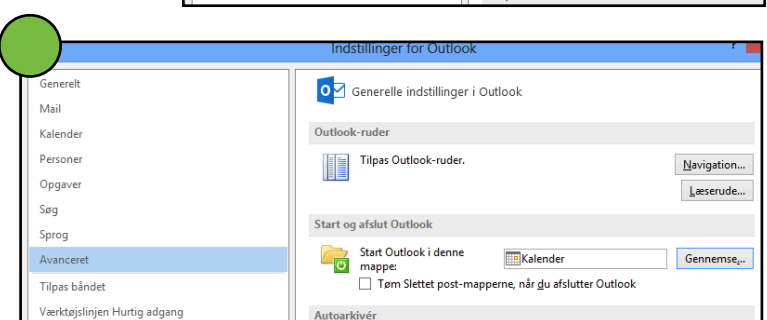 Indstillinger for Outlook ?
Generelt
Mail
Kalender
Personer
Opgaver
Søg
Sprog
Avanceret
Tilpas båndet
Værktøjslinjen Hurtig adgang
Generelle indstillinger i Outlook
Outlook-ruder
Tilpas Outlook-ruder.
Navigation...
Læserude...
Start og afslut Outlook
Start Outlook i denne
mappe:
Kalender
Gennemse...
Tøm Slettet post-mapperne, når du afslutter Outlook
Autoarkivér